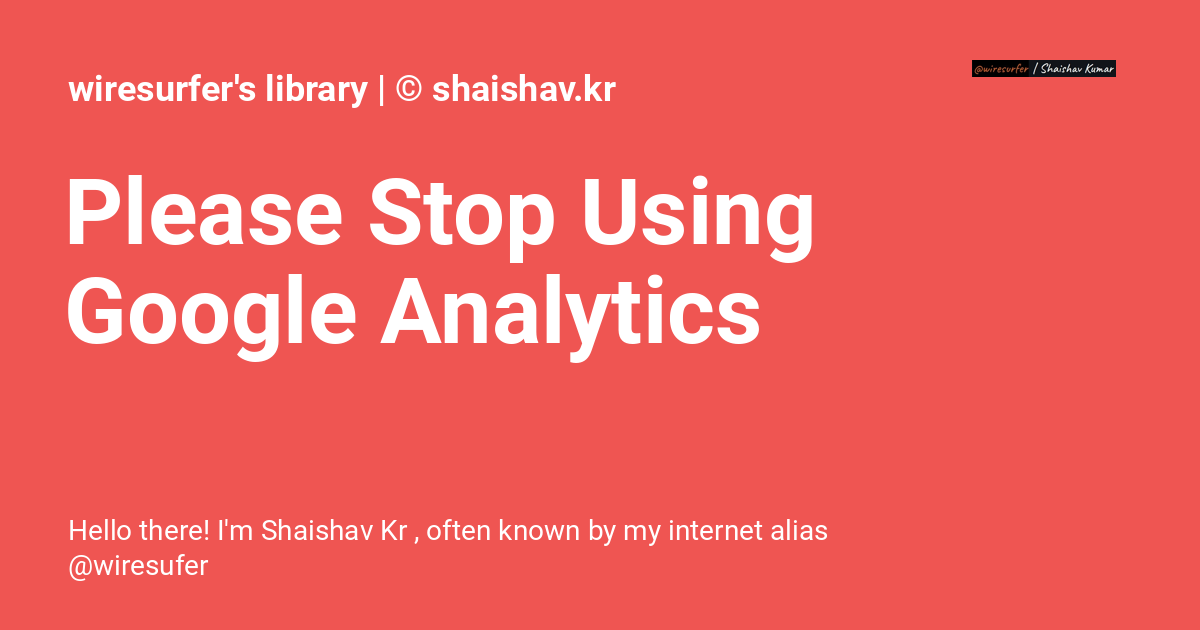 wiresurfer's library | © shaishav.kr
@wiresurfer | Shaishav Kumar
Please Stop Using
Google Analytics
Hello there! I'm Shaishav Kr , often known by my internet alias
@wiresufer